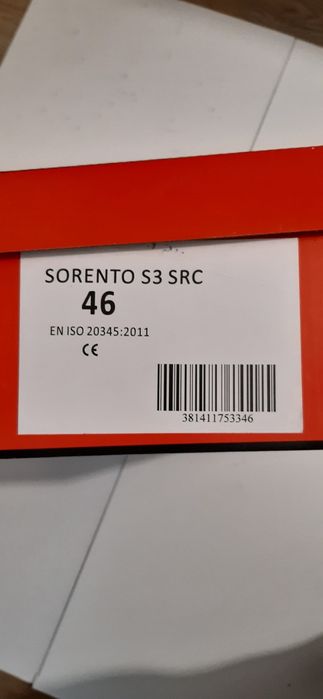 SORENTO S3 SRC
46
EN ISO 20345:2011
CE
381411753346